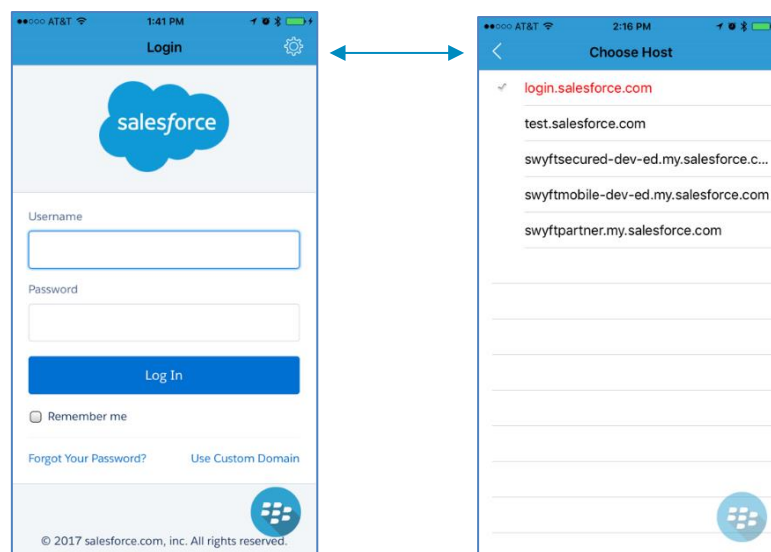 AT&T 1:41 PM
Login
salesforce
Username
Password
Log In
Remember me
Forgot Your Password? Use Custom Domain
© 2017 salesforce.com, inc. All rights reserved.
AT&T 2:16 PM
Choose Host
login.salesforce.com
test.salesforce.com
swyftsecured-dev-ed.my.salesforce.c...
swyftmobile-dev-ed.my.salesforce.com
swyftpartner.my.salesforce.com